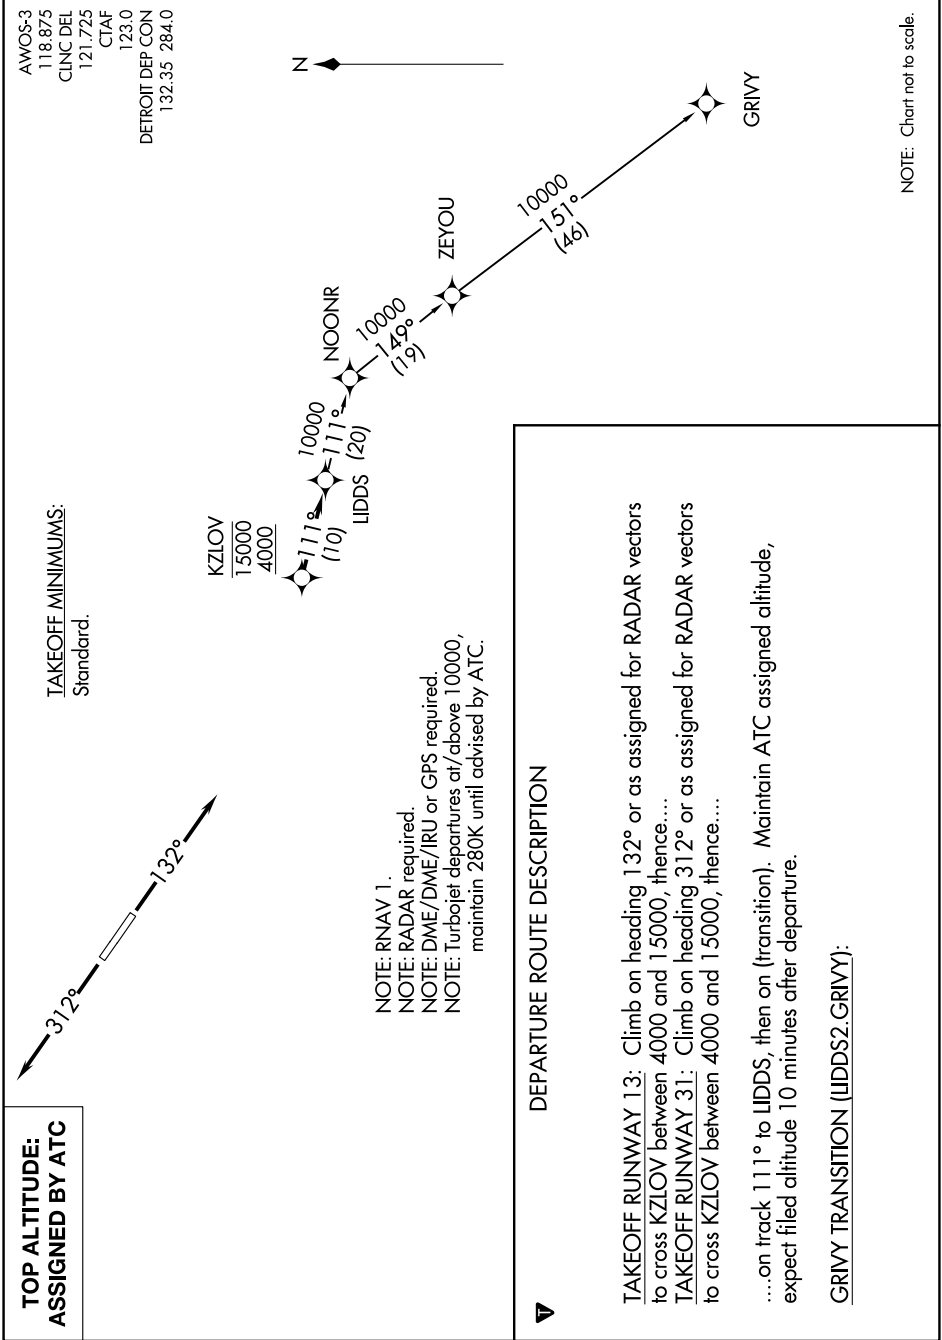 TOP ALTITUDE:
ASSIGNED BY ATC
AWOS-3
118.875
CLNC DEL
121.725
CTAF
123.0
DETROIT DEP CON
132.35 284.0
TAKEOFF MINIMUMS:
Standard.
N
312°
132°
KZLOV
15000
4000
111°
(10)
LIDDS
10000
111°
(20)
NOONR
10000
149°
(19)
ZEYOU
10000
151°
(46)
GRIVY
NOTE: RNAV 1.
NOTE: RADAR required.
NOTE: DME/DME/IRU or GPS required.
NOTE: Turbojet departures at/above 10000,
maintain 280K until advised by ATC.
NOTE: Chart not to scale.
T
DEPARTURE ROUTE DESCRIPTION
TAKEOFF RUNWAY 13: Climb on heading 132° or as assigned for RADAR vectors
to cross KZLOV between 4000 and 15000, thence....
TAKEOFF RUNWAY 31: Climb on heading 312° or as assigned for RADAR vectors
to cross KZLOV between 4000 and 15000, thence....
....on track 111° to LIDDS, then on (transition). Maintain ATC assigned altitude,
expect filed altitude 10 minutes after departure.
GRIVY TRANSITION (LIDDS2.GRIVY):